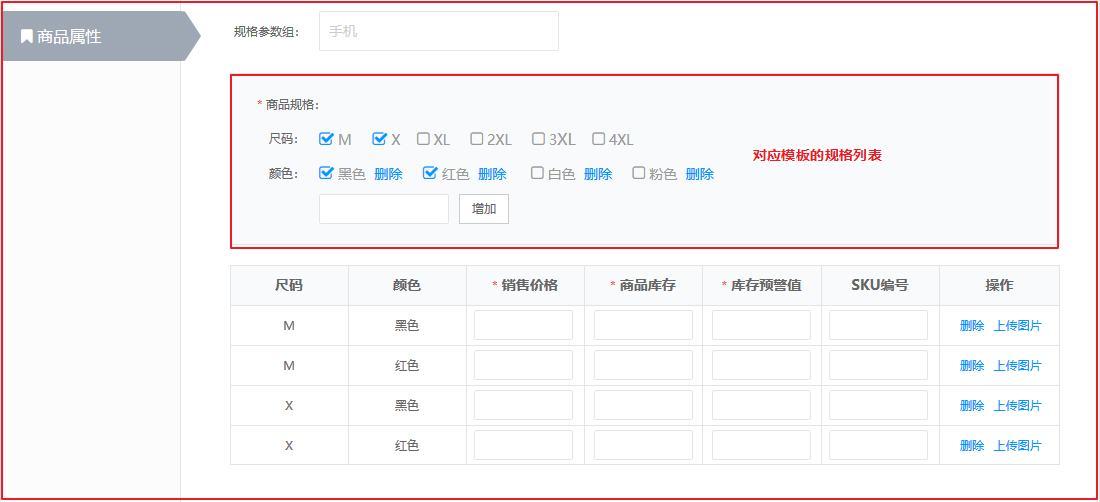 商品属性
规格参数组： 手机
* 商品规格：
尺码： M X XL 2XL 3XL 4XL
对应模板的规格列表
颜色： 黑色 删除 红色 删除 白色 删除 粉色 删除
增加
尺码 颜色 * 销售价格 * 商品库存 * 库存预警值 SKU编号 操作
M 黑色 删除 上传图片
M 红色 删除 上传图片
X 黑色 删除 上传图片
X 红色 删除 上传图片